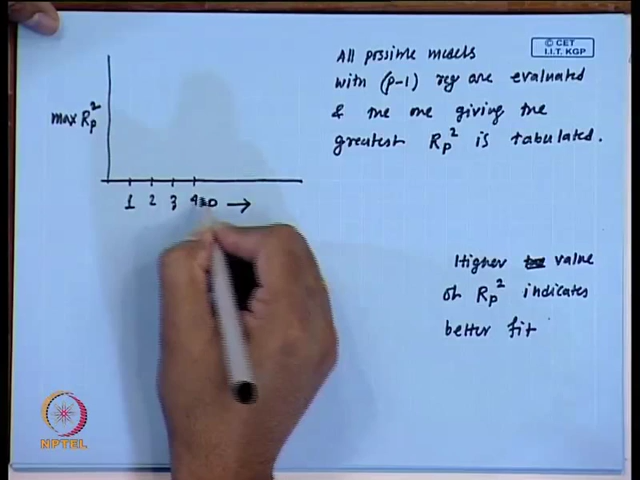 © CET
I.I.T. KGP
All possible models
with (p-1) reg are evaluated
& the one giving the
greatest Rp² is tabulated.
max Rp²
1 2 3 4 →
Higher value
of Rp² indicates
better fit
NPTEL